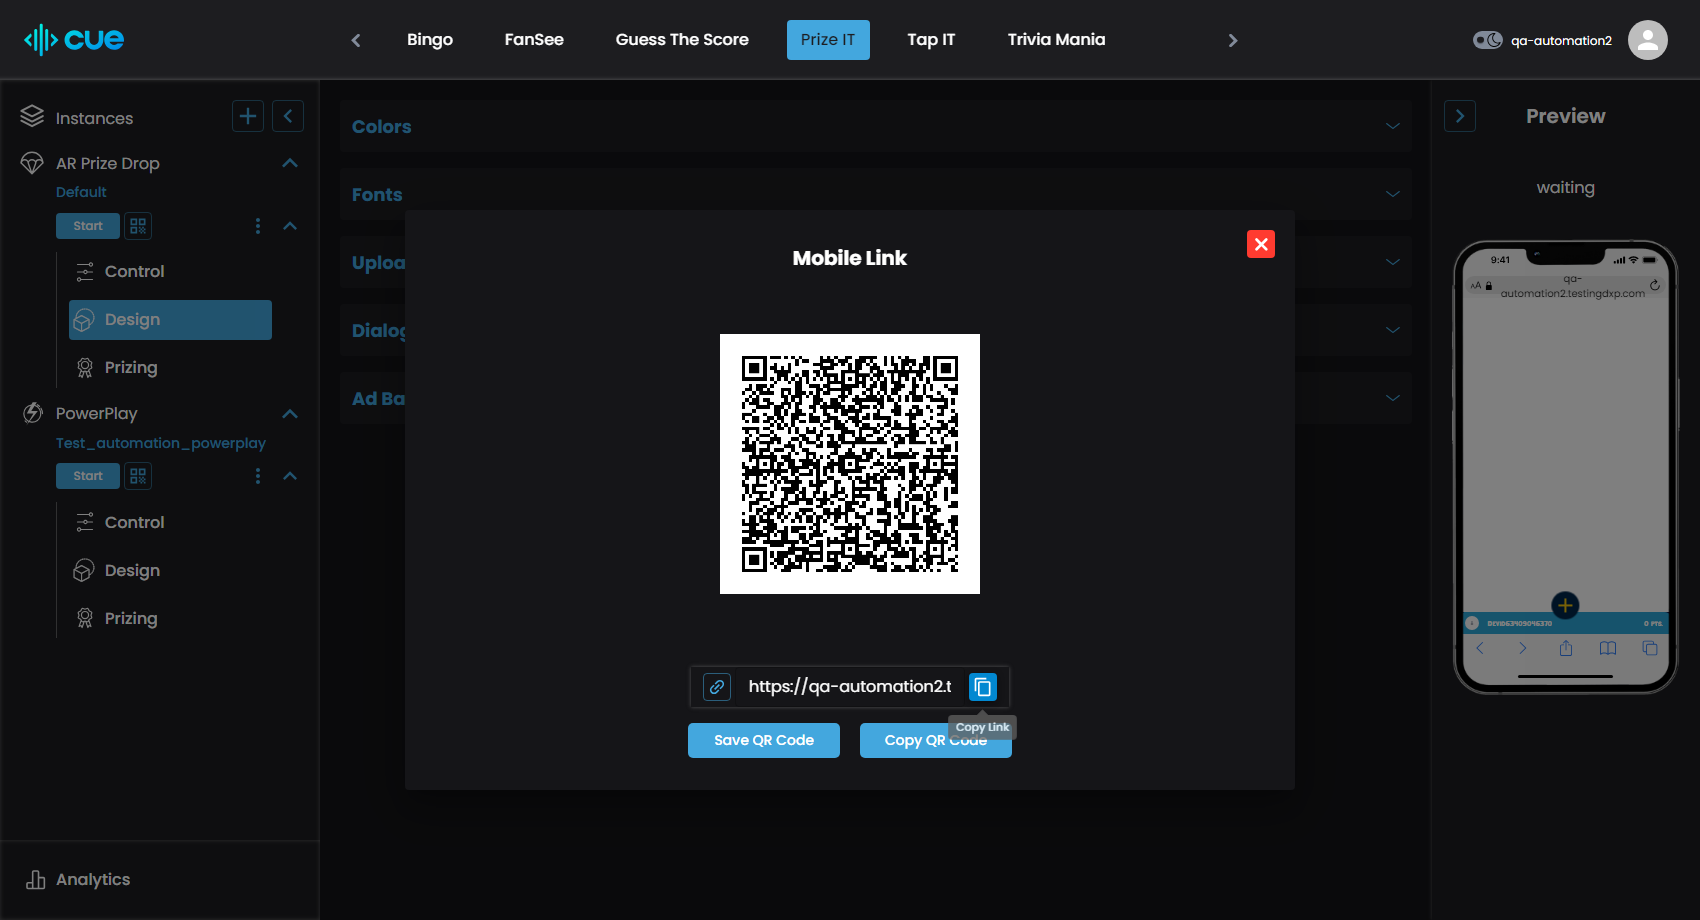 cue
Bingo
FanSee
Guess The Score
Prize IT
Tap IT
Trivia Mania
qa-automation2
Instances
AR Prize Drop
Default
Start
Control
Design
Prizing
PowerPlay
Test_automation_powerplay
Start
Control
Design
Prizing
Analytics
Colors
Fonts
Uploa
Dialog
Ad Ba
Mobile Link
https://qa-automation2.t
Copy Link
Save QR Code
Copy QR Code
Preview
waiting
9:41
AA
qa-
automation2.testingdxp.com
0 PTS.